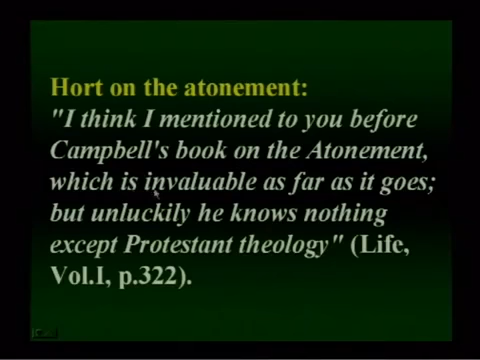 Hort on the atonement:
"I think I mentioned to you before
Campbell's book on the Atonement,
which is invaluable as far as it goes;
but unluckily he knows nothing
except Protestant theology" (Life,
Vol.I, p.322).